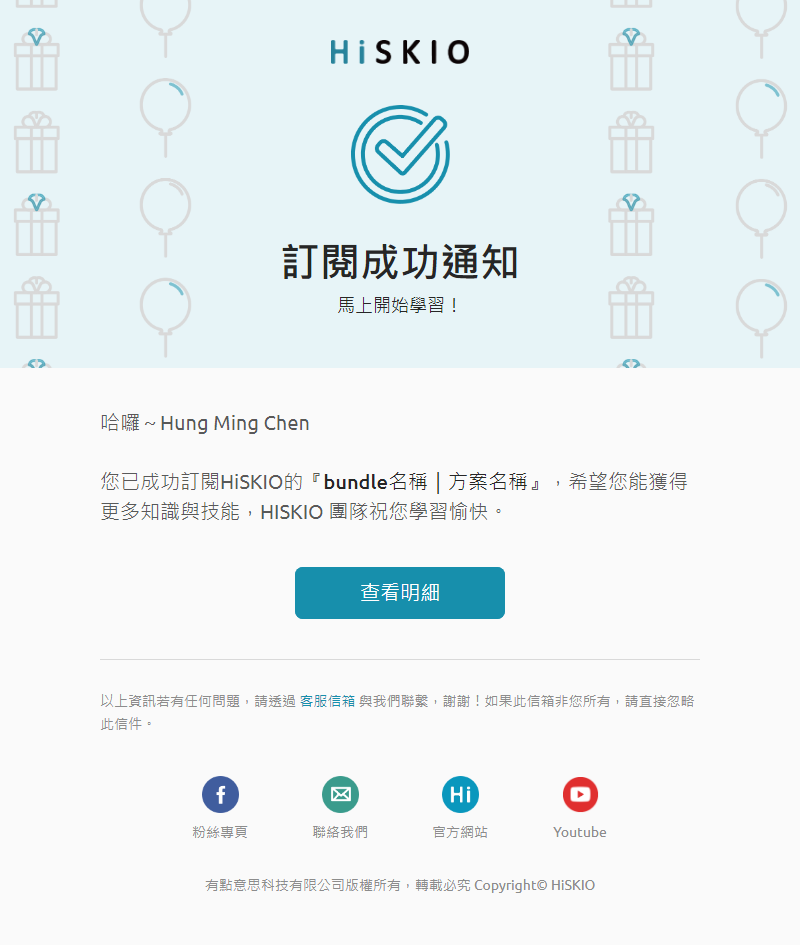 HiSKIO
訂閱成功通知
馬上開始學習！
哈囉～Hung Ming Chen
您已成功訂閱HiSKIO的『bundle名稱｜方案名稱』，希望您能獲得
更多知識與技能，HISKIO 團隊祝您學習愉快。
查看明細
以上資訊若有任何問題，請透過 客服信箱 與我們聯繫，謝謝！如果此信箱非您所有，請直接忽略
此信件。
Hi
粉絲專頁 聯絡我們 官方網站 Youtube
有點意思科技有限公司版權所有，轉載必究 Copyright© HiSKIO